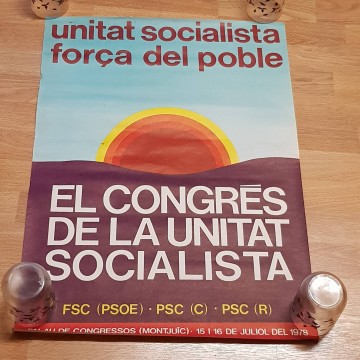 unitat socialista
força del poble
EL CONGRÉS
DE LA UNITAT
SOCIALISTA
FSC (PSOE) · PSC (C) · PSC (R)
PALAU DE CONGRESSOS (MONTJUÏC) · 15 I 16 DE JULIOL DEL 1978